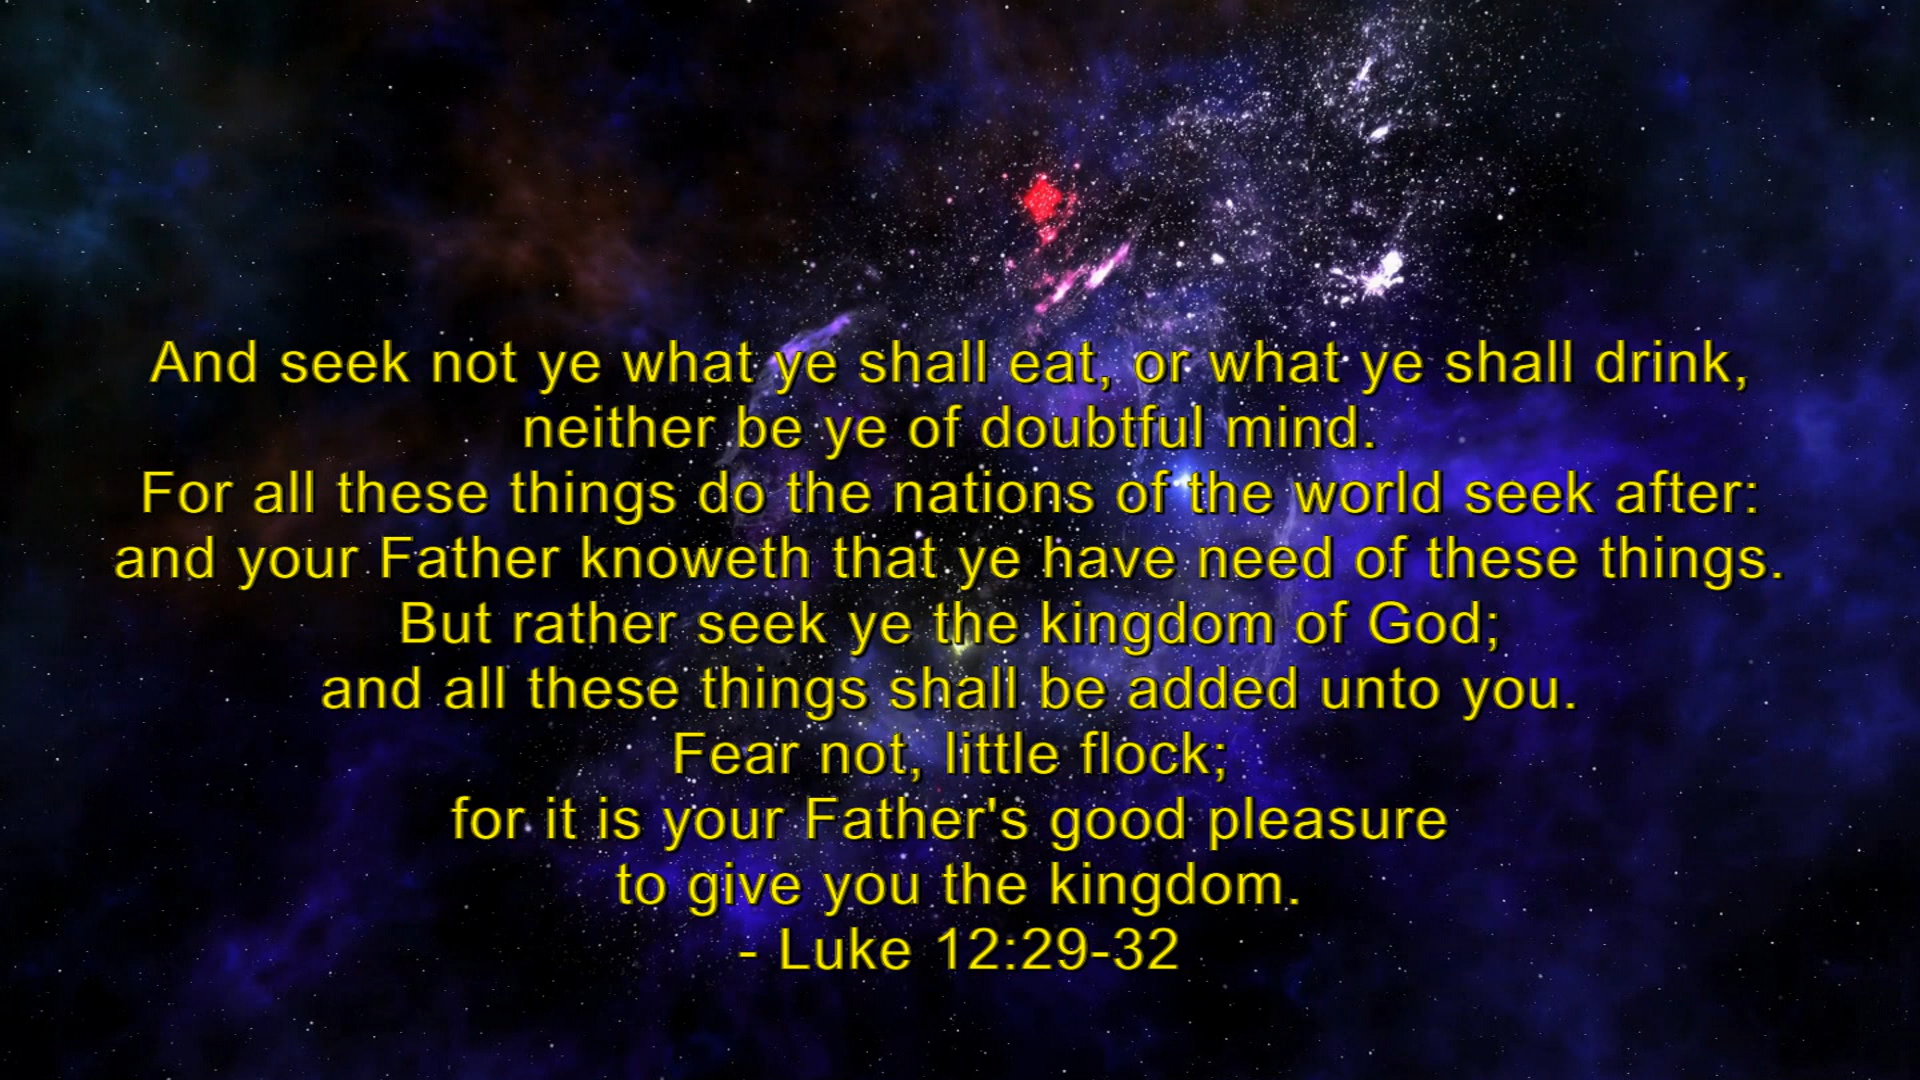 And seek not ye what ye shall eat, or what ye shall drink,
neither be ye of doubtful mind.
For all these things do the nations of the world seek after:
and your Father knoweth that ye have need of these things.
But rather seek ye the kingdom of God;
and all these things shall be added unto you.
Fear not, little flock;
for it is your Father's good pleasure
to give you the kingdom.
- Luke 12:29-32